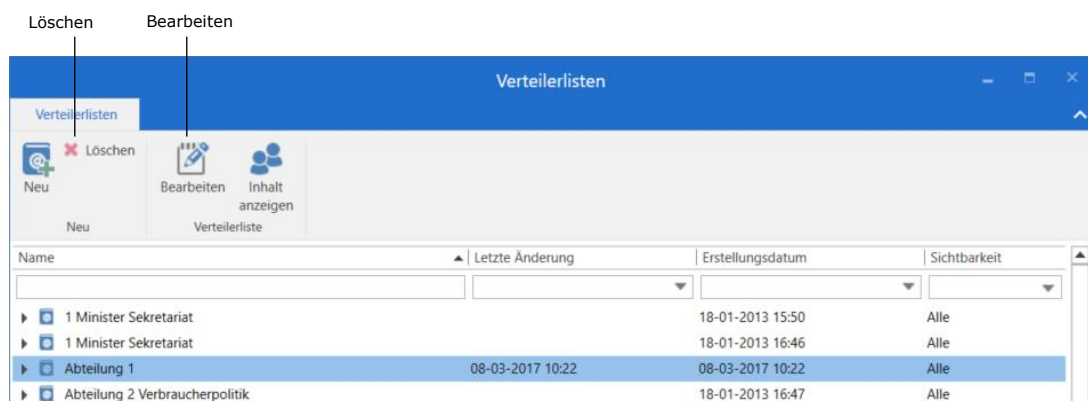 Löschen Bearbeiten
Verteilerlisten
Verteilerlisten
Löschen
Neu Bearbeiten Inhalt
anzeigen
Neu Verteilerliste
Name Letzte Änderung Erstellungsdatum Sichtbarkeit
1 Minister Sekretariat 18-01-2013 15:50 Alle
1 Minister Sekretariat 18-01-2013 16:46 Alle
Abteilung 1 08-03-2017 10:22 08-03-2017 10:22 Alle
Abteilung 2 Verbraucherpolitik 18-01-2013 16:47 Alle